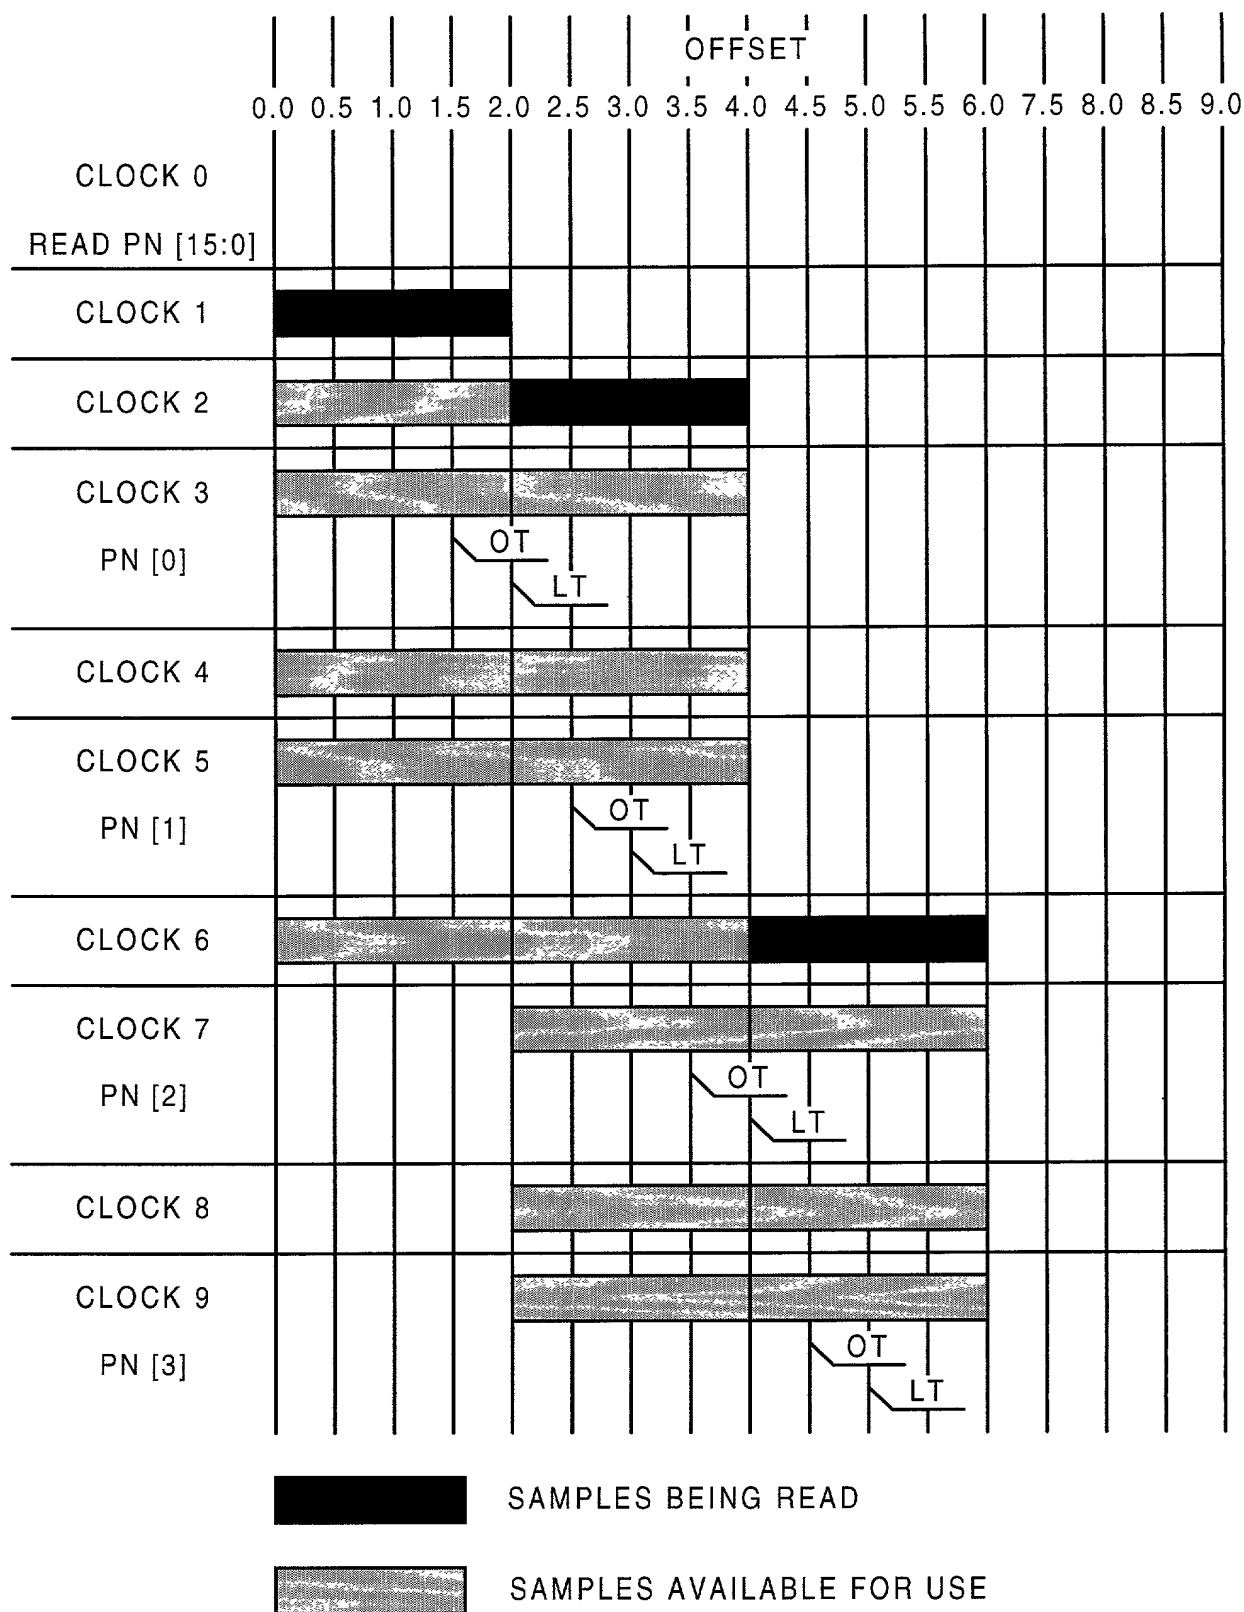 OFFSET
0.0 0.5 1.0 1.5 2.0 2.5 3.0 3.5 4.0 4.5 5.0 5.5 6.0 7.5 8.0 8.5 9.0
CLOCK 0
READ PN [15:0]
CLOCK 1
CLOCK 2
CLOCK 3
OT
PN [0]
LT
CLOCK 4
CLOCK 5
OT
PN [1]
LT
CLOCK 6
CLOCK 7
OT
PN [2]
LT
CLOCK 8
CLOCK 9
OT
PN [3]
LT
SAMPLES BEING READ
SAMPLES AVAILABLE FOR USE